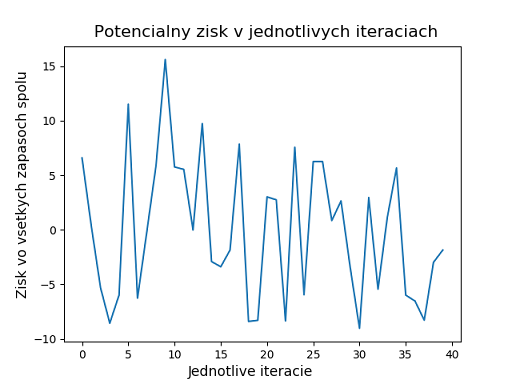 Potencialny zisk v jednotlivych iteraciach
Zisk vo vsetkych zapasoch spolu
15
10
5
0
−5
−10
0 5 10 15 20 25 30 35 40
Jednotlive iteracie